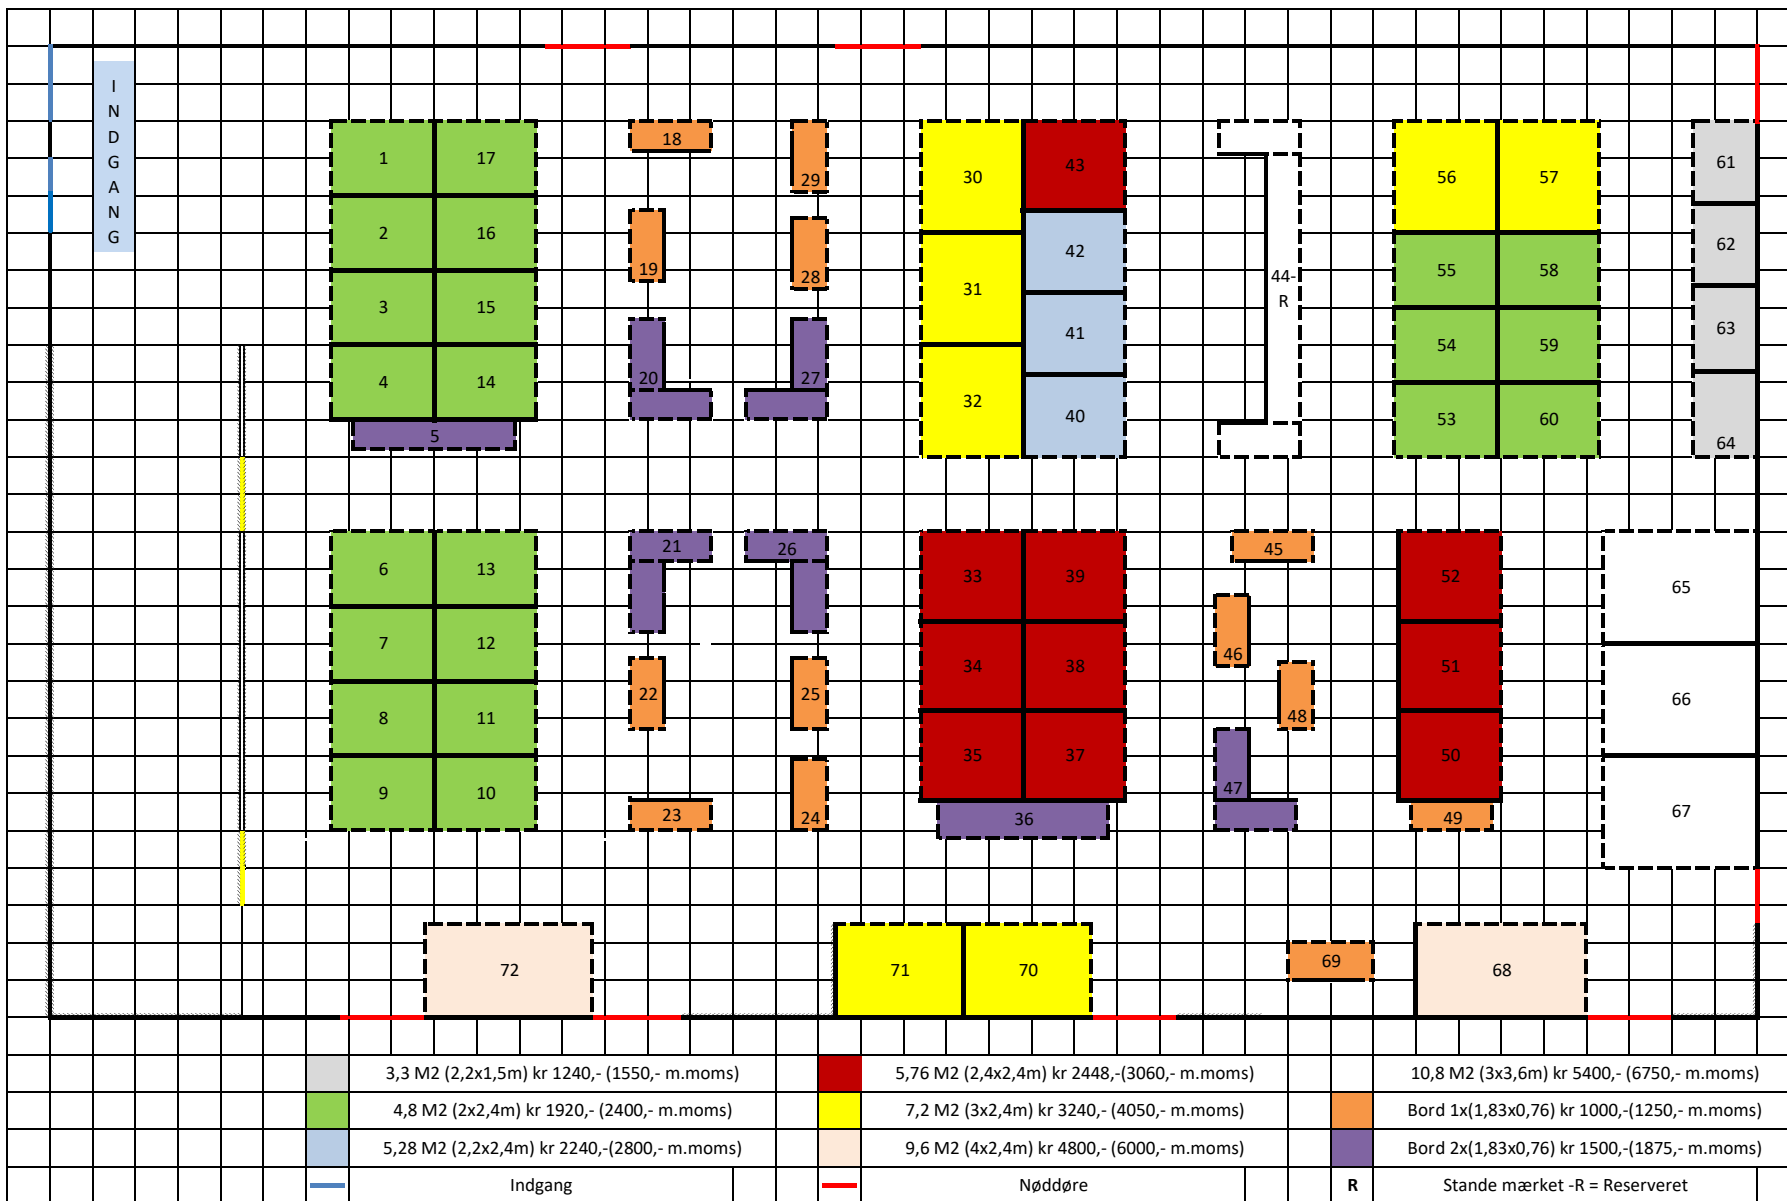 I
N
D
G
A
N
G
1 17
2 16
3 15
4 14
5
18
19
20
29
28
27
30
31
32
43
42
41
40
44-
R
56 57
55 58
54 59
53 60
61
62
63
64
6 13
7 12
8 11
9 10
21
22
23
26
25
24
33 39
34 38
35 37
36
45
46
48
47
52
51
50
49
65
66
67
72
71 70
69
68
3,3 M2 (2,2x1,5m) kr 1240,- (1550,- m.moms)
5,76 M2 (2,4x2,4m) kr 2448,-(3060,- m.moms)
10,8 M2 (3x3,6m) kr 5400,- (6750,- m.moms)
4,8 M2 (2x2,4m) kr 1920,- (2400,- m.moms)
7,2 M2 (3x2,4m) kr 3240,- (4050,- m.moms)
Bord 1x(1,83x0,76) kr 1000,-(1250,- m.moms)
5,28 M2 (2,2x2,4m) kr 2240,-(2800,- m.moms)
9,6 M2 (4x2,4m) kr 4800,- (6000,- m.moms)
Bord 2x(1,83x0,76) kr 1500,-(1875,- m.moms)
Indgang
Nøddøre
R Stande mærket -R = Reserveret